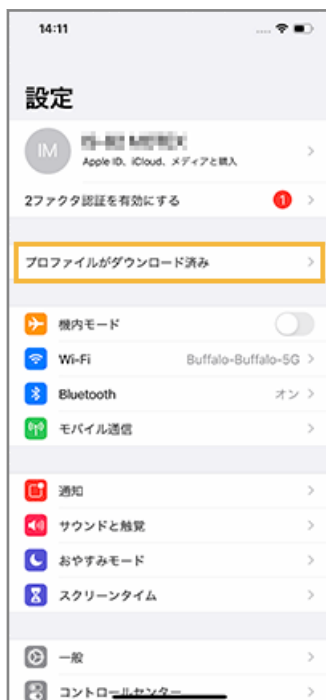 14:11
設定
IM
Apple ID、iCloud、メディアと購入
2ファクタ認証を有効にする 1
プロファイルがダウンロード済み
機内モード
Wi-Fi Buffalo-Buffalo-5G
Bluetooth オン
モバイル通信
通知
サウンドと触覚
おやすみモード
スクリーンタイム
一般
コントロールセンター